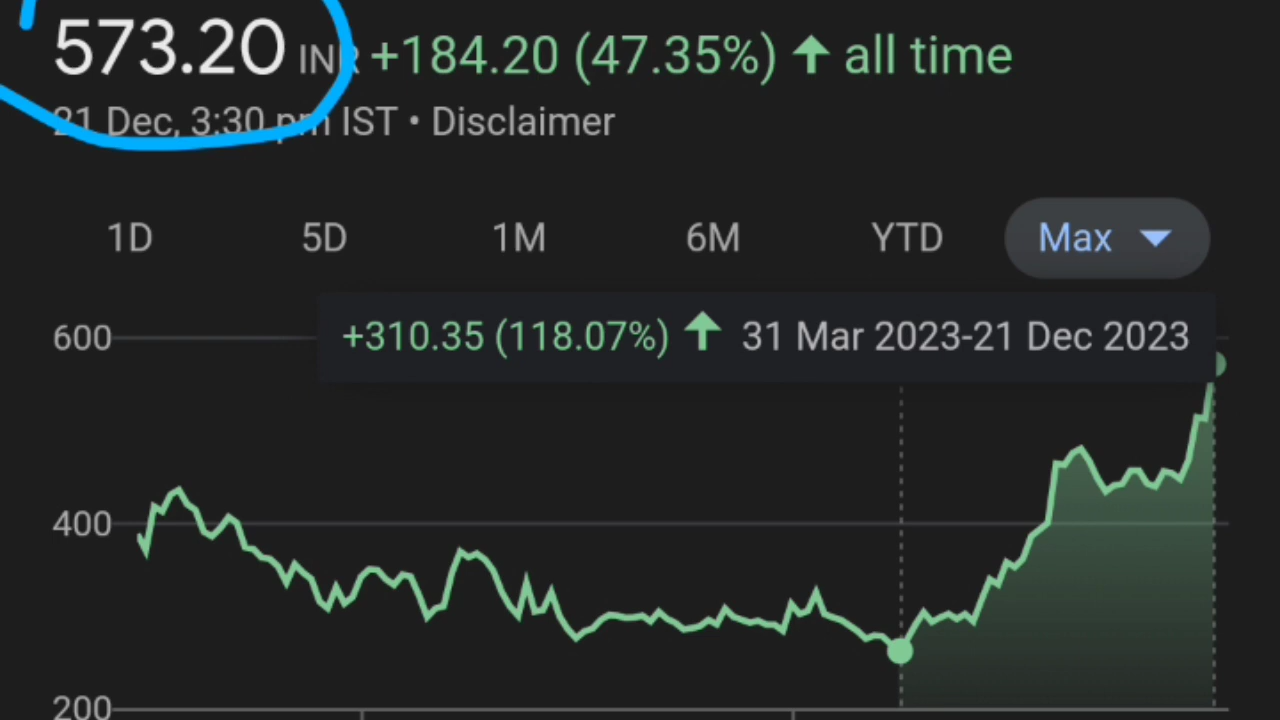 573.20 INR +184.20 (47.35%) ↑ all time
21 Dec, 3:30 pm IST • Disclaimer
1D 5D 1M 6M YTD Max
+310.35 (118.07%) ↑ 31 Mar 2023-21 Dec 2023
600
400
200